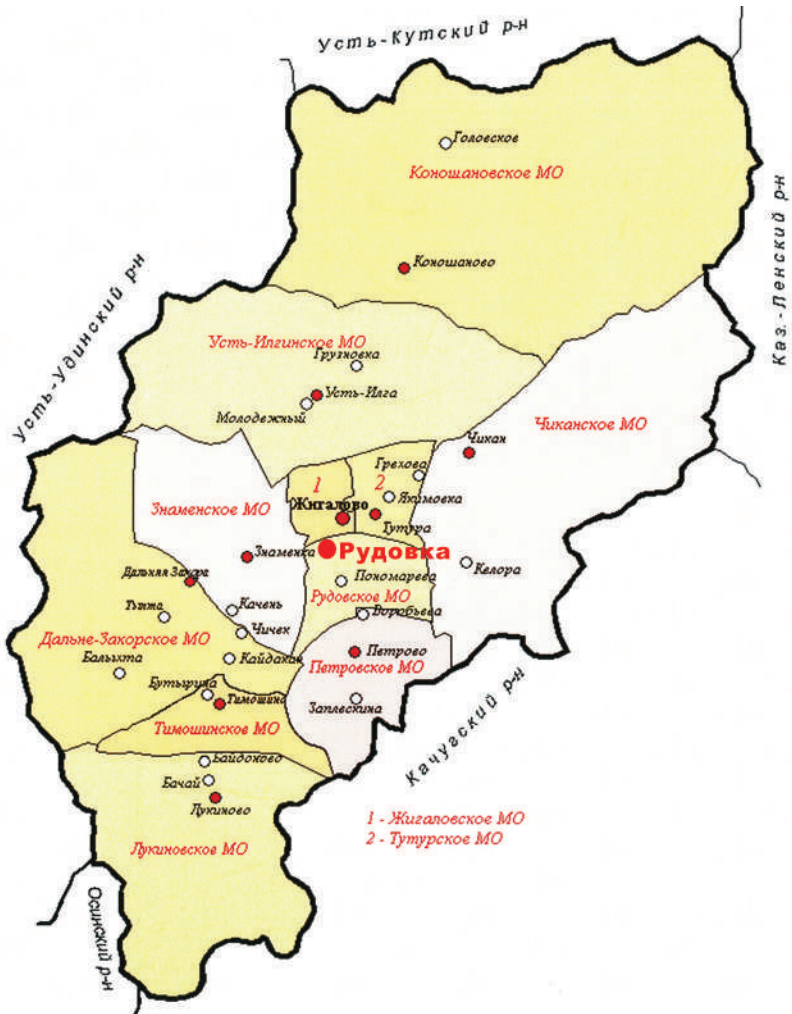 Усть-Кутский р-н
Головское
Коношановское МО
Каз.-Ленский р-н
Коношаново
Усть-Удинский р-н
Усть-Илгинское МО
Грузновка
Усть-Илга
Молодежный
Чиканское МО
Чикан
Грехова
1
2
Якимовка
Жигалово
Тутура
Знаменское МО
Знаменка
Рудовка
Дальняя Закора
Пономарева
Келора
Рудовское МО
Тыпта
Качень
Воробьева
Чичек
Дальне-Закорское МО
Петрово
Кайдакан
Петровское МО
Балыхта
Бутырина
Тимошино
Заплескина
Тимошинское МО
Качугский р-н
Байдоново
Бачай
Лукиново
1 - Жигаловское МО
2 - Тутурское МО
Лукиновское МО
Осинский р-н